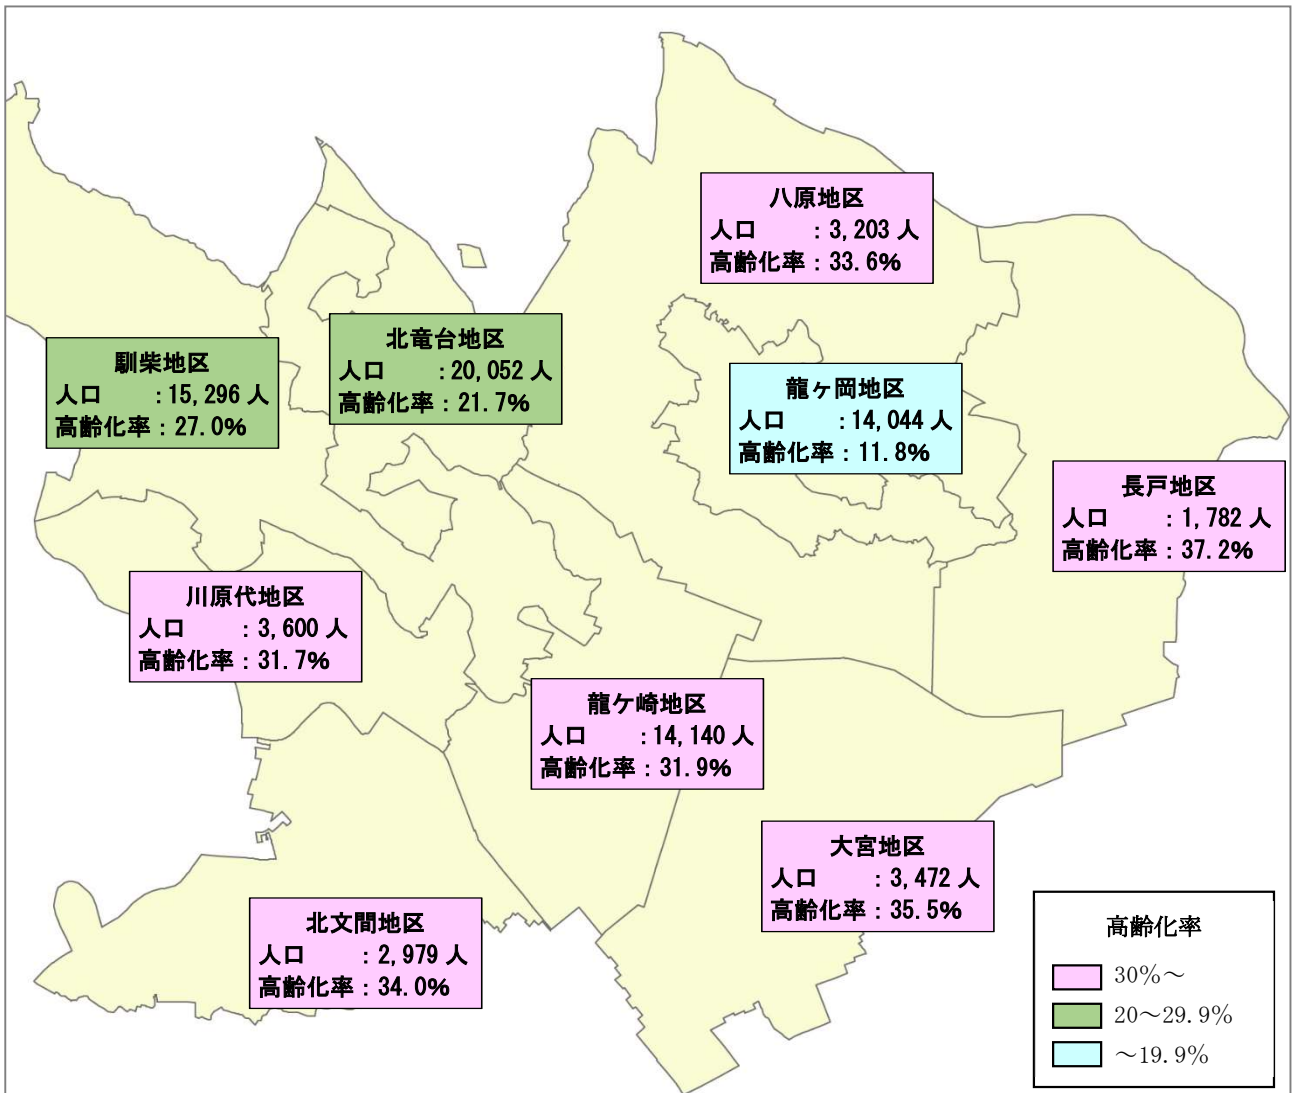 八原地区
人口　　：3,203 人
高齢化率：33.6%
北竜台地区
人口　　：20,052 人
高齢化率：21.7%
馴柴地区
人口　　：15,296 人
高齢化率：27.0%
龍ヶ岡地区
人口　　：14,044 人
高齢化率：11.8%
長戸地区
人口　　：1,782 人
高齢化率：37.2%
川原代地区
人口　　：3,600 人
高齢化率：31.7%
龍ケ崎地区
人口　　：14,140 人
高齢化率：31.9%
大宮地区
人口　　：3,472 人
高齢化率：35.5%
北文間地区
人口　　：2,979 人
高齢化率：34.0%
高齢化率
30%～
20～29.9%
～19.9%